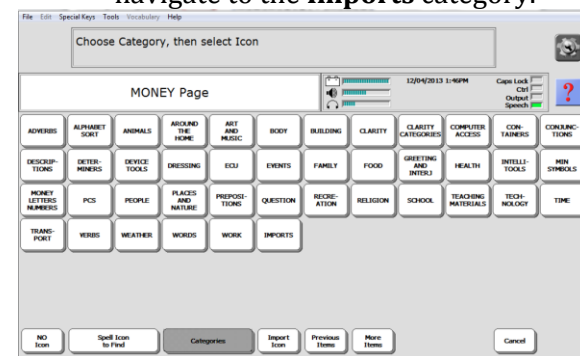 navigate to the Imports category.
File Edit Special Keys Tools Vocabulary Help
Choose Category, then select Icon
MONEY Page
12/04/2013 1:46PM
Caps Lock
Ctrl
Output
Speech
?
ADVERBS
ALPHABET SORT
ANIMALS
AROUND THE HOME
ART AND MUSIC
BODY
BUILDING
CLARITY
CLARITY CATEGORIES
COMPUTER ACCESS
CON-TAINERS
CONJUNC-TIONS
DESCRIP-TIONS
DETER-MINERS
DEVICE TOOLS
DRESSING
ECU
EVENTS
FAMILY
FOOD
GREETING AND INTERJ
HEALTH
INTELLI-TOOLS
MIN SYMBOLS
MONEY LETTERS NUMBERS
PCS
PEOPLE
PLACES AND NATURE
PREPOSI-TIONS
QUESTION
RECRE-ATION
RELIGION
SCHOOL
TEACHING MATERIALS
TECH-NOLOGY
TIME
TRANS-PORT
VERBS
WEATHER
WORDS
WORK
IMPORTS
NO Icon
Spell Icon to Find
Categories
Import Icon
Previous Items
More Items
Cancel